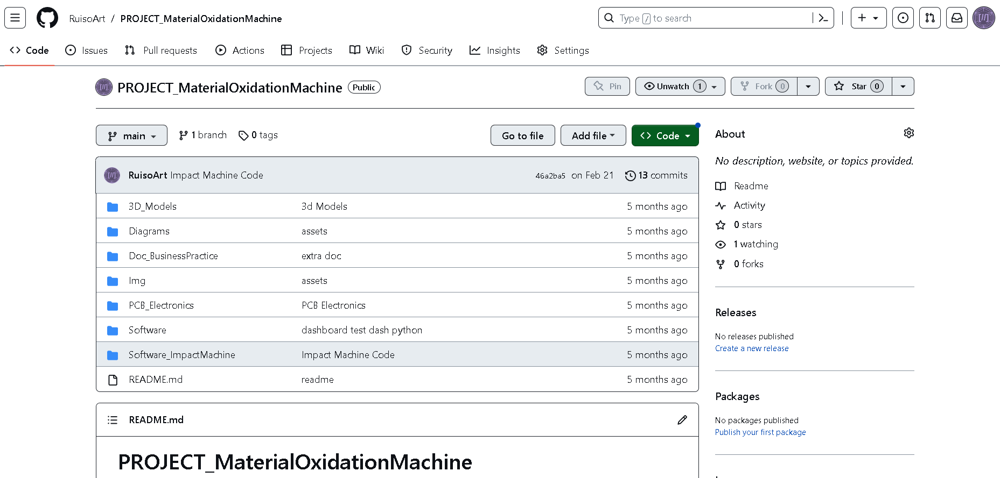 RuisoArt / PROJECT_MaterialOxidationMachine
Type / to search
Code Issues Pull requests Actions Projects Wiki Security Insights Settings
PROJECT_MaterialOxidationMachine Public
Pin Unwatch 1 Fork 0 Star 0
main 1 branch 0 tags
Go to file Add file Code
RuisoArt Impact Machine Code 46a2ba5 on Feb 21 13 commits
3D_Models 3d Models 5 months ago
Diagrams assets 5 months ago
Doc_BusinessPractice extra doc 5 months ago
Img assets 5 months ago
PCB_Electronics PCB Electronics 5 months ago
Software dashboard test dash python 5 months ago
Software_ImpactMachine Impact Machine Code 5 months ago
README.md readme 5 months ago
README.md
PROJECT_MaterialOxidationMachine
About
No description, website, or topics provided.
Readme
Activity
0 stars
1 watching
0 forks
Releases
No releases published
Create a new release
Packages
No packages published
Publish your first package